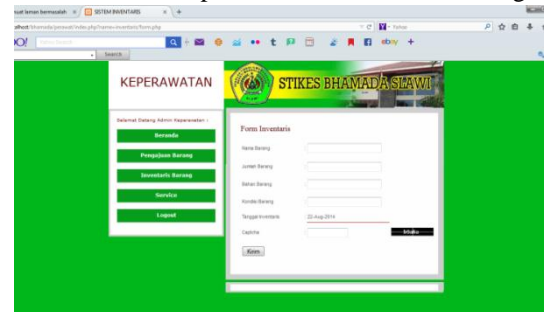 SISTEM INVENTARIS
Search
ebay
KEPERAWATAN
STIKES BHAMADA SLAWI
Selamat Datang Admin Keperawatan :
Beranda
Pengajuan Barang
Inventaris Barang
Service
Logout
Form Inventaris
Nama Barang
Jumlah Barang
Bahan Barang
Kondisi Barang
Tanggal Inventaris
22-Aug-2014
Captcha
Kirim